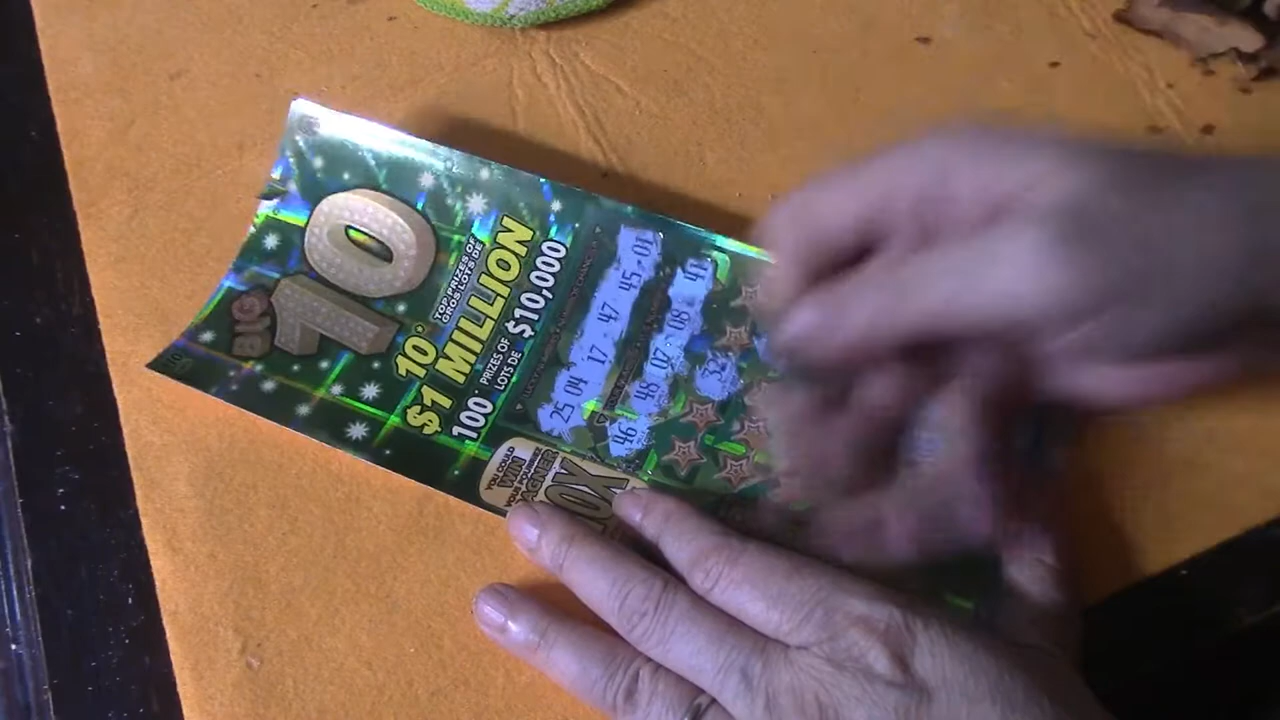 BIG
10
10*
TOP PRIZES OF
GROS LOTS DE
$1 MILLION
100*
PRIZES OF
LOTS DE
$10,000
25 04 17 47 45 01
46 48 07 08 41
32
YOU COULD
WIN
VOUS POURRIEZ
GAGNER
10X